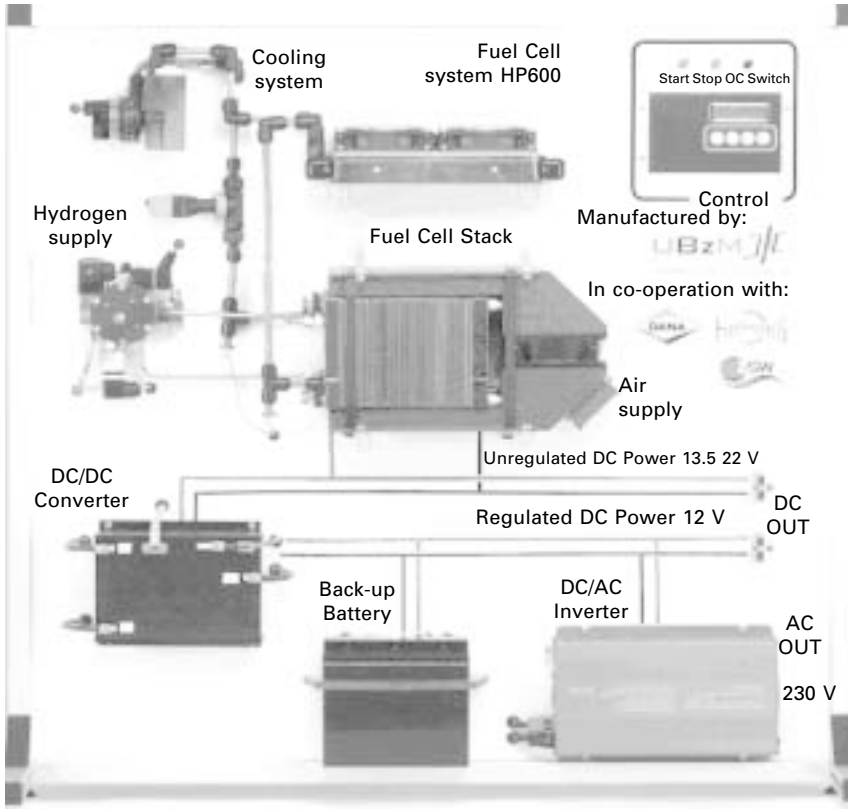 Cooling
system
Fuel Cell
system HP600
Start Stop OC Switch
Control
Hydrogen
supply
Fuel Cell Stack
Manufactured by:
UBzM
In co-operation with:
DANA
Air
supply
Unregulated DC Power 13.5 22 V
DC/DC
Converter
DC
OUT
Regulated DC Power 12 V
Back-up
Battery
DC/AC
Inverter
AC
OUT
230 V